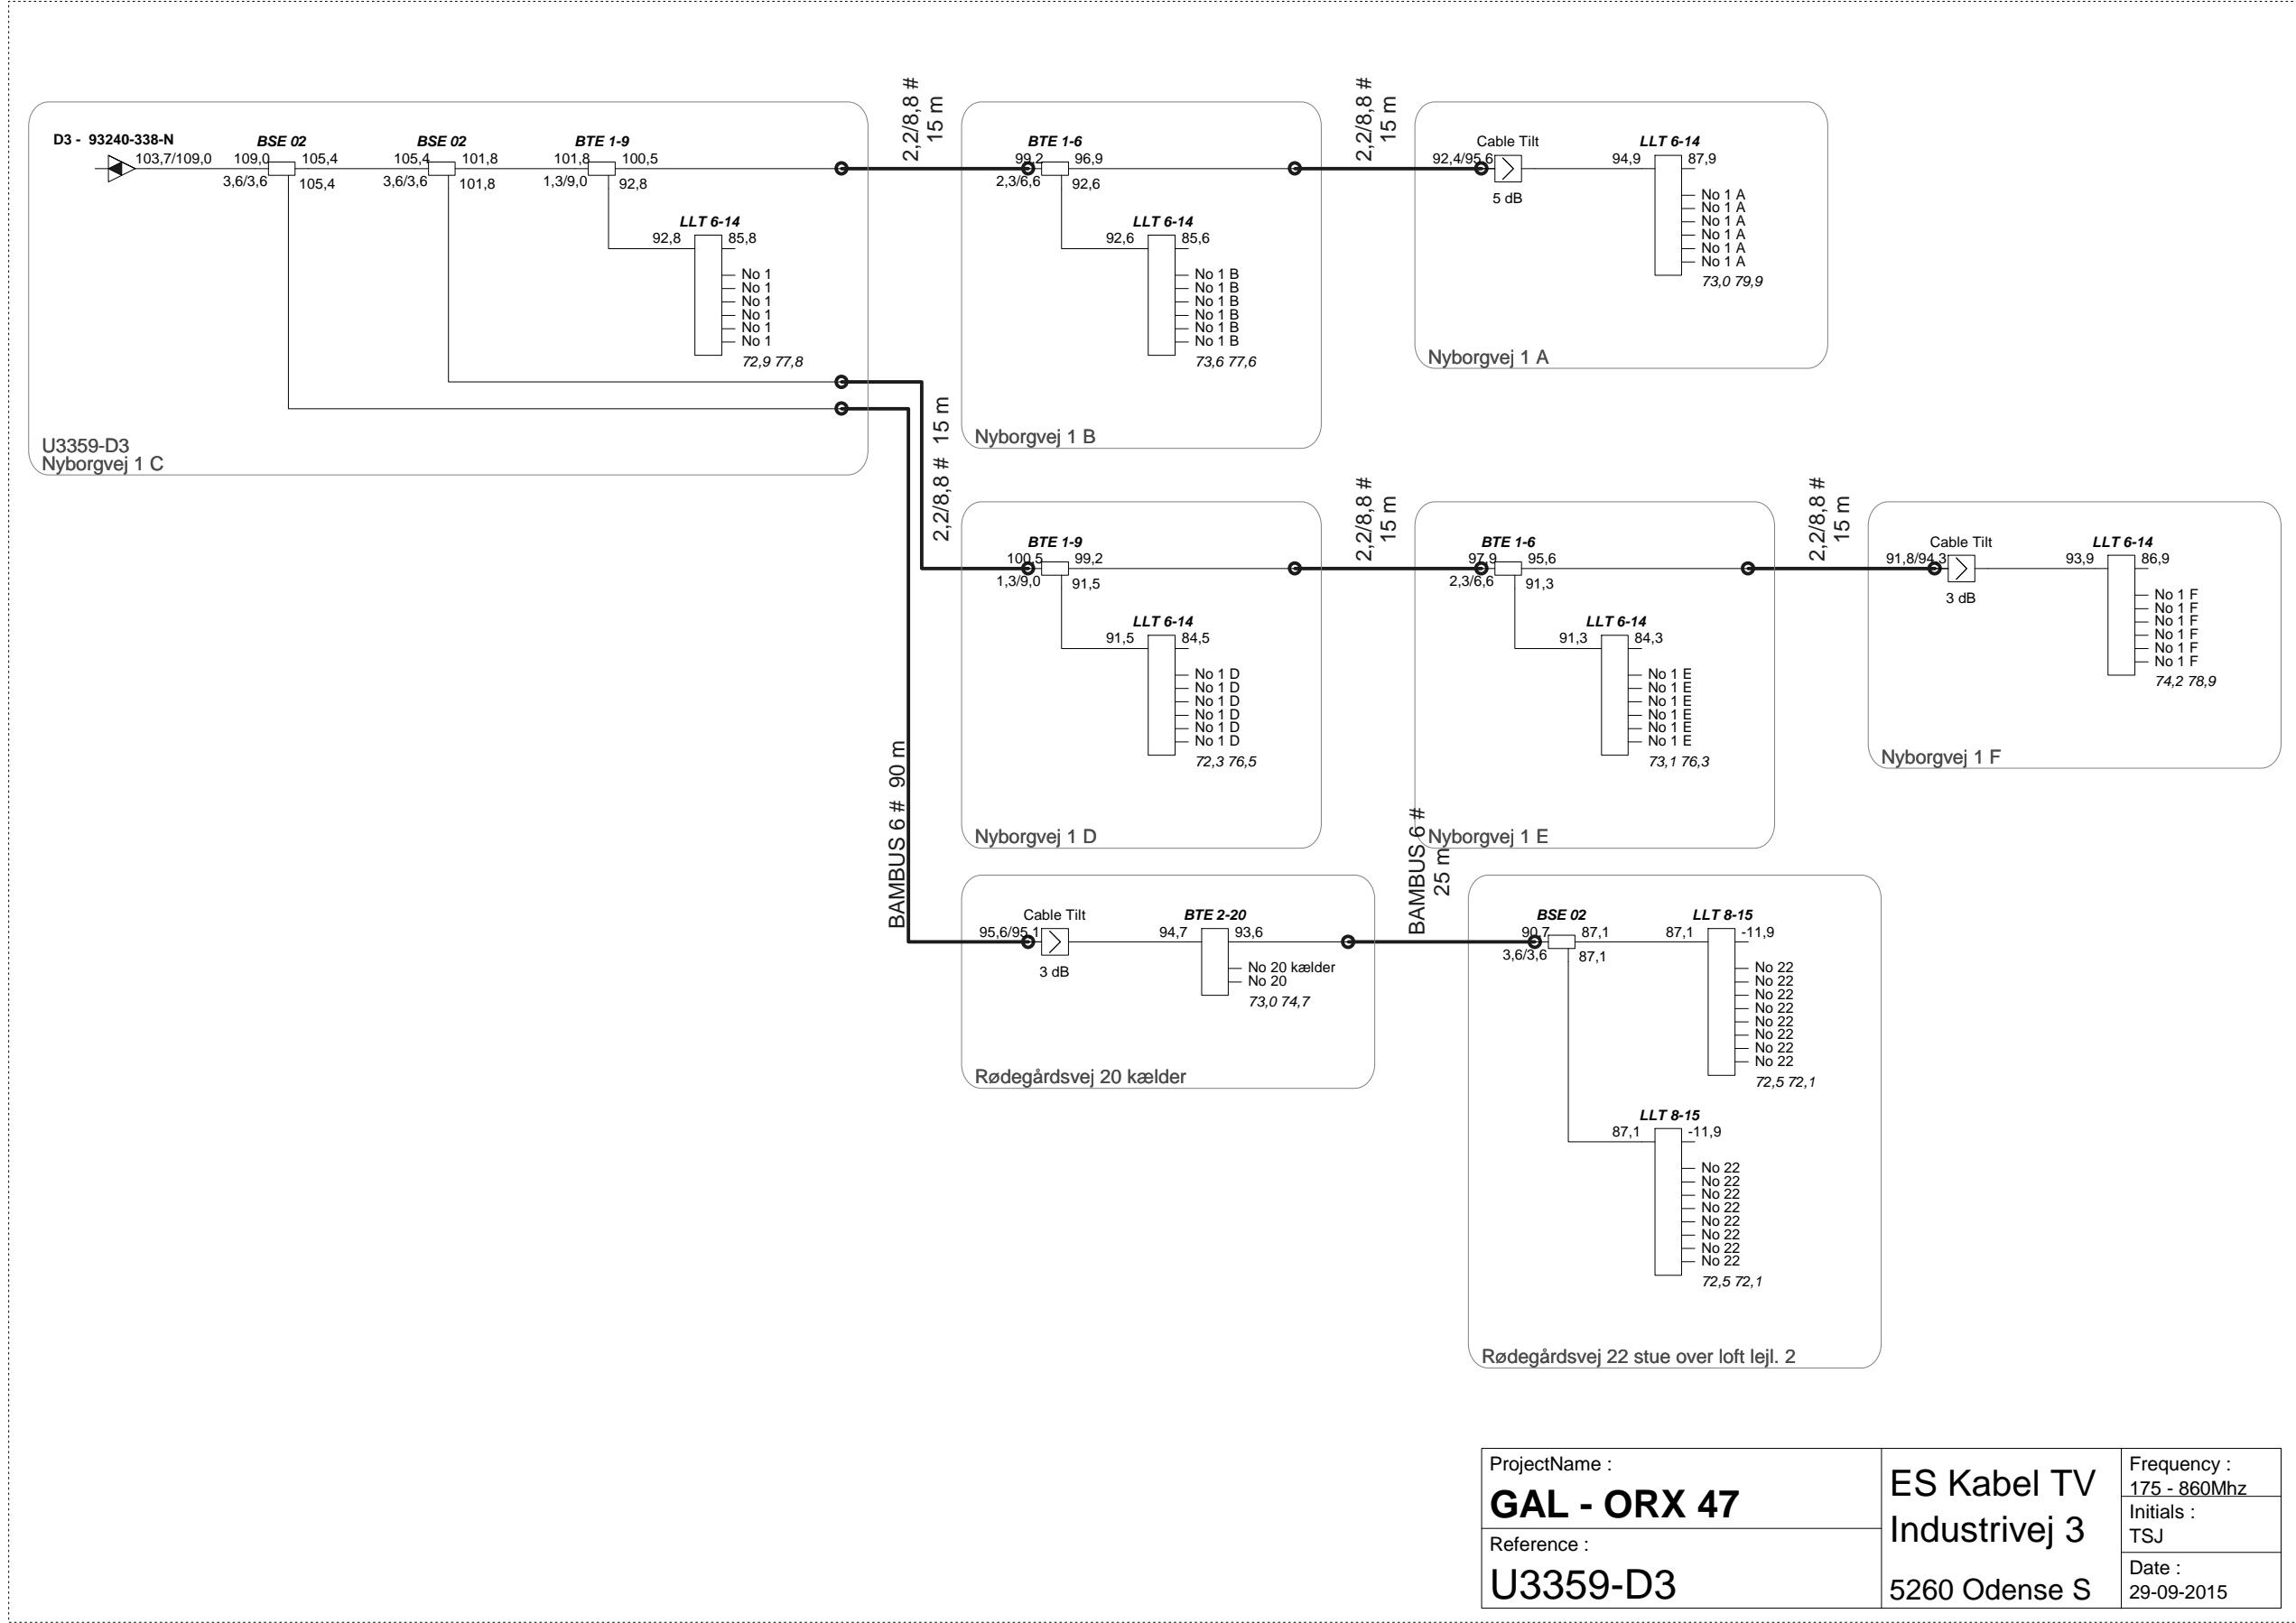 2,2/8,8 #
15 m
2,2/8,8 #
15 m
D3 -  93240-338-N
103,7/109,0
BSE 02
109,0
105,4
3,6/3,6
105,4
BSE 02
105,4
101,8
3,6/3,6
101,8
BTE 1-9
101,8
100,5
1,3/9,0
92,8
LLT 6-14
92,8
85,8
No 1
No 1
No 1
No 1
No 1
No 1
72,9 77,8
U3359-D3
Nyborgvej 1 C
BTE 1-6
99,2
96,9
2,3/6,6
92,6
LLT 6-14
92,6
85,6
No 1 B
No 1 B
No 1 B
No 1 B
No 1 B
No 1 B
73,6 77,6
Nyborgvej 1 B
Cable Tilt
92,4/95,6
5 dB
LLT 6-14
94,9
87,9
No 1 A
No 1 A
No 1 A
No 1 A
No 1 A
No 1 A
73,0 79,9
Nyborgvej 1 A
2,2/8,8 #  15 m
2,2/8,8 #
15 m
2,2/8,8 #
15 m
BTE 1-9
100,5
99,2
1,3/9,0
91,5
LLT 6-14
91,5
84,5
No 1 D
No 1 D
No 1 D
No 1 D
No 1 D
No 1 D
72,3 76,5
Nyborgvej 1 D
BTE 1-6
97,9
95,6
2,3/6,6
91,3
LLT 6-14
91,3
84,3
No 1 E
No 1 E
No 1 E
No 1 E
No 1 E
No 1 E
73,1 76,3
Nyborgvej 1 E
Cable Tilt
91,8/94,3
3 dB
LLT 6-14
93,9
86,9
No 1 F
No 1 F
No 1 F
No 1 F
No 1 F
No 1 F
74,2 78,9
Nyborgvej 1 F
BAMBUS 6 #  90 m
BAMBUS 6 #
25 m
Cable Tilt
95,6/95,1
3 dB
BTE 2-20
94,7
93,6
No 20 kælder
No 20
73,0 74,7
Rødegårdsvej 20 kælder
BSE 02
90,7
87,1
3,6/3,6
87,1
LLT 8-15
87,1
-11,9
No 22
No 22
No 22
No 22
No 22
No 22
No 22
No 22
72,5 72,1
LLT 8-15
87,1
-11,9
No 22
No 22
No 22
No 22
No 22
No 22
No 22
No 22
72,5 72,1
Rødegårdsvej 22 stue over loft lejl. 2
ProjectName :
GAL - ORX 47
Reference :
U3359-D3
ES Kabel TV
Industrivej 3
5260 Odense S
Frequency :
175 - 860Mhz
Initials :
TSJ
Date :
29-09-2015